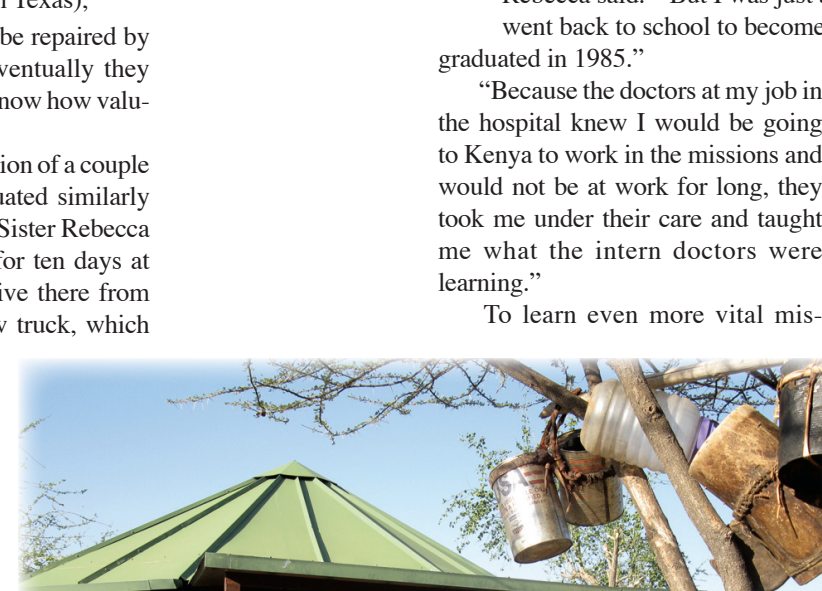 Texas),
be repaired by
ventually they
now how valu-
ion of a couple
uated similarly
Sister Rebecca
for ten days at
ive there from
truck, which
Rebecca said. “But I was just
went back to school to become
graduated in 1985.”
“Because the doctors at my job in
the hospital knew I would be going
to Kenya to work in the missions and
would not be at work for long, they
took me under their care and taught
me what the intern doctors were
learning.”
To learn even more vital mis-